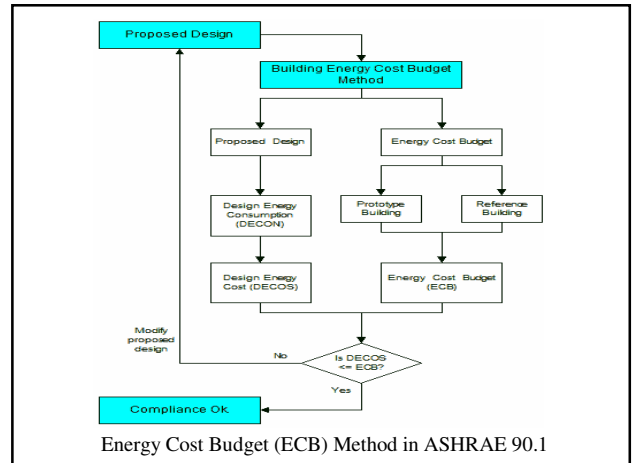 Proposed Design
Building Energy Cost Budget
Method
Proposed Design
Energy Cost Budget
Design Energy
Consumption
(DECON)
Prototype
Building
Reference
Building
Design Energy
Cost (DECOS)
Energy Cost Budget
(ECB)
Modify
proposed
design
No
Is DECOS
<= ECB?
Yes
Compliance Ok.
Energy Cost Budget (ECB) Method in ASHRAE 90.1